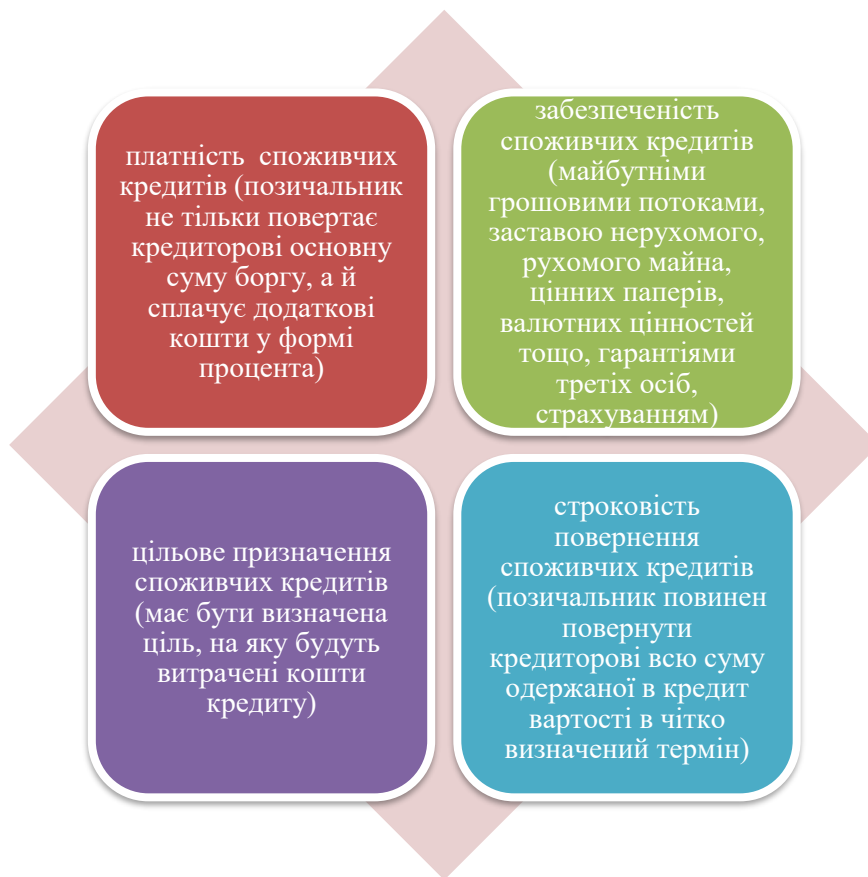 платність споживчих
кредитів (позичальник
не тільки повертає
кредиторові основну
суму боргу, а й
сплачує додаткові
кошти у формі
процента)
забезпеченість
споживчих кредитів
(майбутніми
грошовими потоками,
заставою нерухомого,
рухомого майна,
цінних паперів,
валютних цінностей
тощо, гарантіями
третіх осіб,
страхуванням)
цільове призначення
споживчих кредитів
(має бути визначена
ціль, на яку будуть
витрачені кошти
кредиту)
строковість
повернення
споживчих кредитів
(позичальник повинен
повернути
кредиторові всю суму
одержаної в кредит
вартості в чітко
визначений термін)